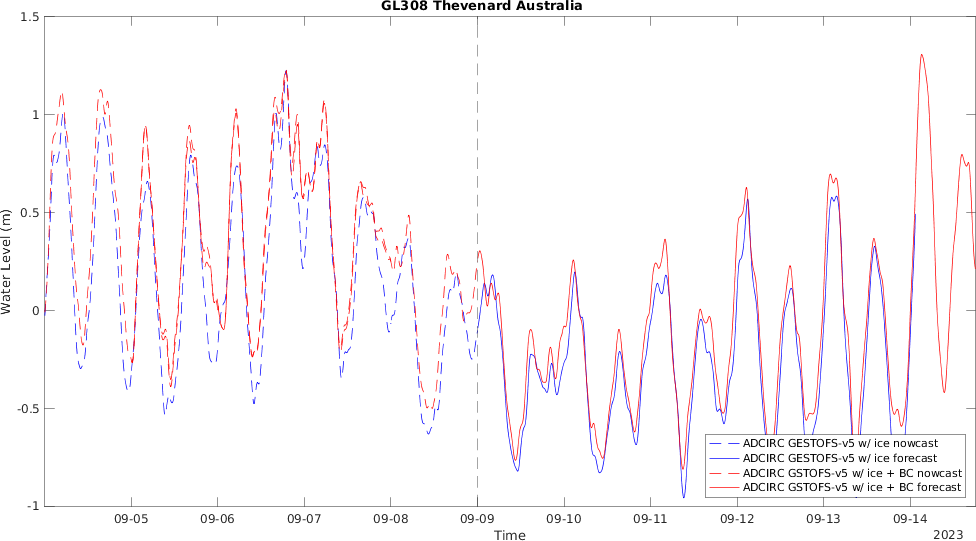 GL308 Thevenard Australia
Water Level (m)
1.5
1
0.5
0
-0.5
-1
ADCIRC GESTOFS-v5 w/ ice nowcast
ADCIRC GESTOFS-v5 w/ ice forecast
ADCIRC GSTOFS-v5 w/ ice + BC nowcast
ADCIRC GSTOFS-v5 w/ ice + BC forecast
09-05 09-06 09-07 09-08 09-09 09-10 09-11 09-12 09-13 09-14
Time
2023